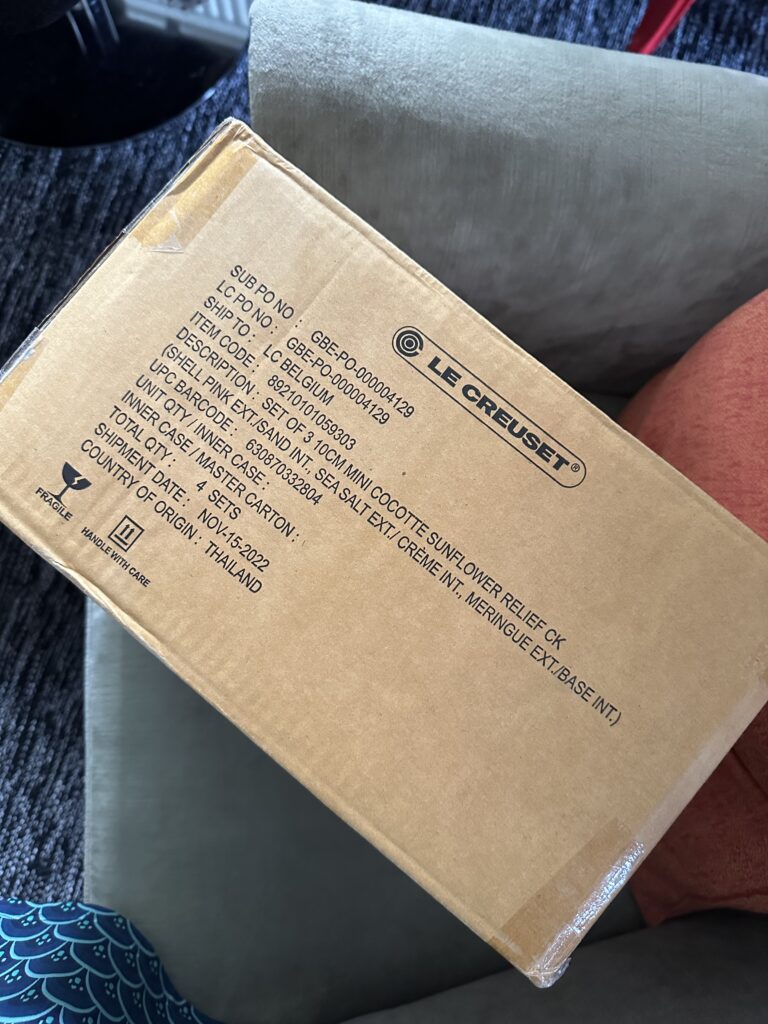 LE CREUSET®
SUB PO NO : GBE-PO-000004129
LC PO NO : GBE-PO-000004129
SHIP TO : LC BELGIUM
ITEM CODE : 89210101059303
DESCRIPTION : SET OF 3 10CM MINI COCOTTE SUNFLOWER RELIEF CK
(SHELL PINK EXT/SAND INT, SEA SALT EXT./ CRÈME INT., MERINGUE EXT./BASE INT.)
UPC BARCODE : 630870332804
UNIT QTY / INNER CASE :
INNER CASE / MASTER CARTON :
TOTAL QTY : 4 SETS
SHIPMENT DATE : NOV-15-2022
COUNTRY OF ORIGIN : THAILAND
FRAGILE
HANDLE WITH CARE